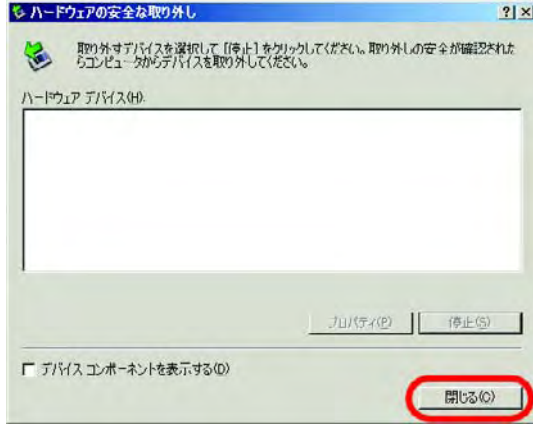 ハードウェアの安全な取り外し
取り外すデバイスを選択して [停止] をクリックしてください。取り外しの安全が確認された
らコンピュータからデバイスを取り外してください。
ハードウェア デバイス(H):
プロパティ(P) 停止(S)
デバイス コンポーネントを表示する(D)
閉じる(C)